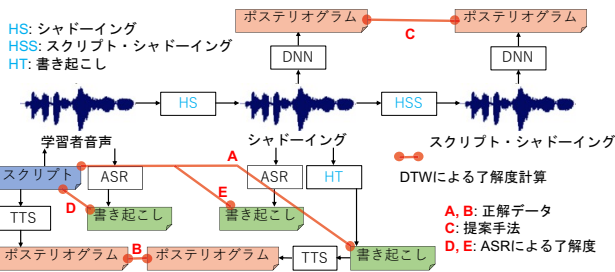 HS: シャドーイング
HSS: スクリプト・シャドーイング
HT: 書き起こし
ポステリオグラム
ポステリオグラム
C
DNN
DNN
HS
HSS
学習者音声
シャドーイング
スクリプト・シャドーイング
A
スクリプト
ASR
ASR
HT
DTWによる了解度計算
E
D
書き起こし
書き起こし
TTS
A, B: 正解データ
C: 提案手法
D, E: ASRによる了解度
ポステリオグラム
B
ポステリオグラム
TTS
書き起こし